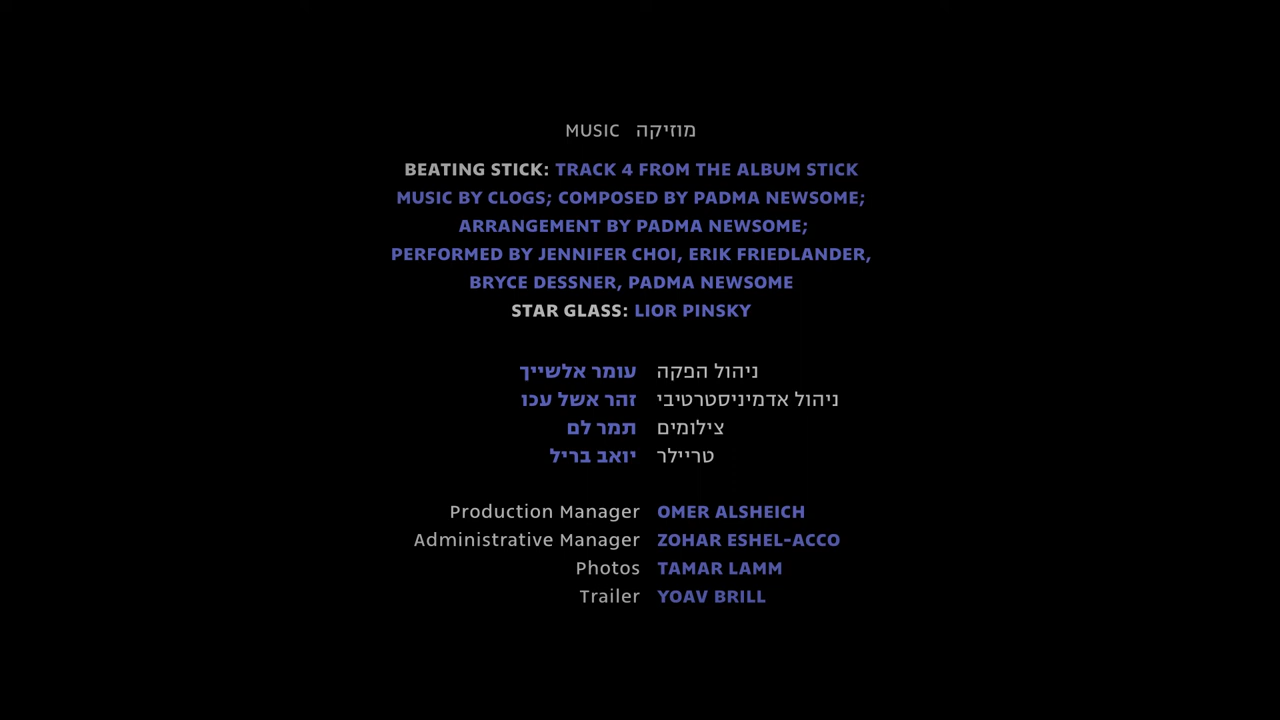 MUSIC מוזיקה
BEATING STICK: TRACK 4 FROM THE ALBUM STICK
MUSIC BY CLOGS; COMPOSED BY PADMA NEWSOME;
ARRANGEMENT BY PADMA NEWSOME;
PERFORMED BY JENNIFER CHOI, ERIK FRIEDLANDER,
BRYCE DESSNER, PADMA NEWSOME
STAR GLASS: LIOR PINSKY
ניהול הפקה עומר אלשייך
ניהול אדמיניסטרטיבי זהר אשל עכו
צילומים תמר לם
טריילר יואב בריל
Production Manager OMER ALSHEICH
Administrative Manager ZOHAR ESHEL-ACCO
Photos TAMAR LAMM
Trailer YOAV BRILL